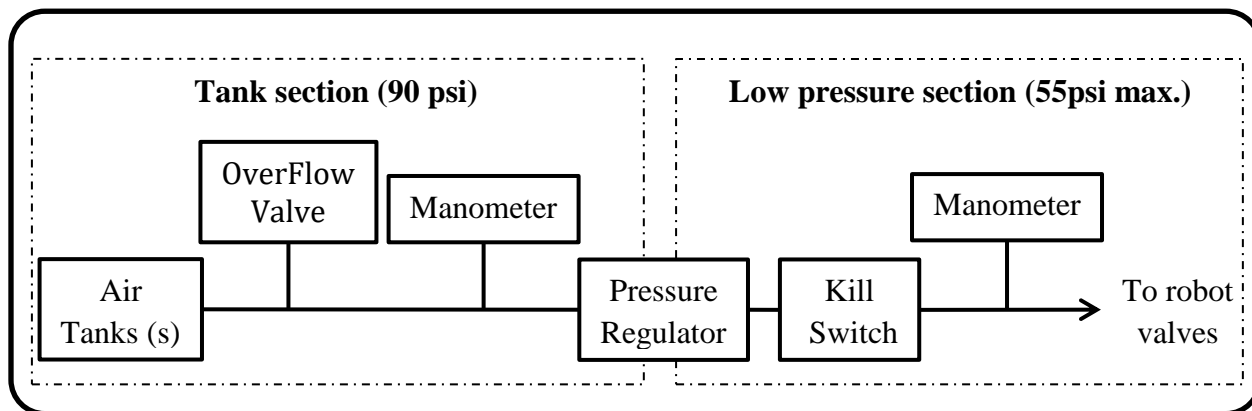 Tank section (90 psi)
Low pressure section (55psi max.)
OverFlow
Valve
Manometer
Manometer
Air
Tanks (s)
Pressure
Regulator
Kill
Switch
To robot
valves